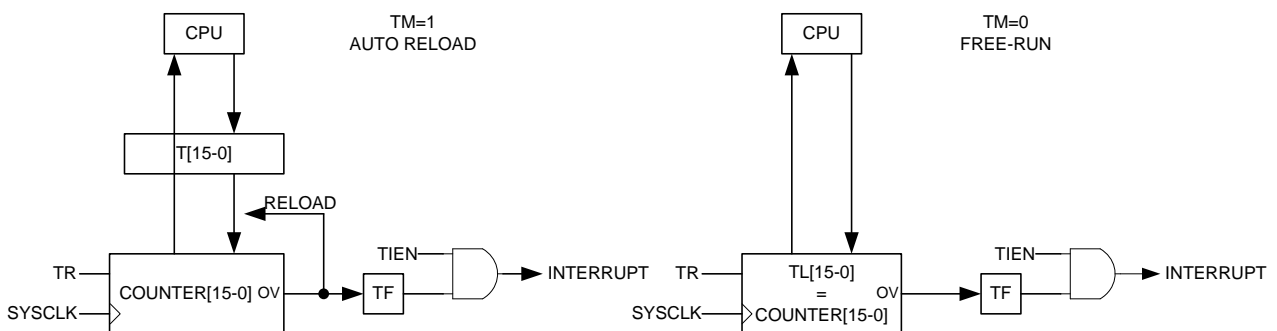 CPU
TM=1
AUTO RELOAD
T[15-0]
RELOAD
TIEN
TR
COUNTER[15-0]
OV
TF
INTERRUPT
SYSCLK
CPU
TM=0
FREE-RUN
TIEN
TR
TL[15-0]
=
COUNTER[15-0]
OV
TF
INTERRUPT
SYSCLK